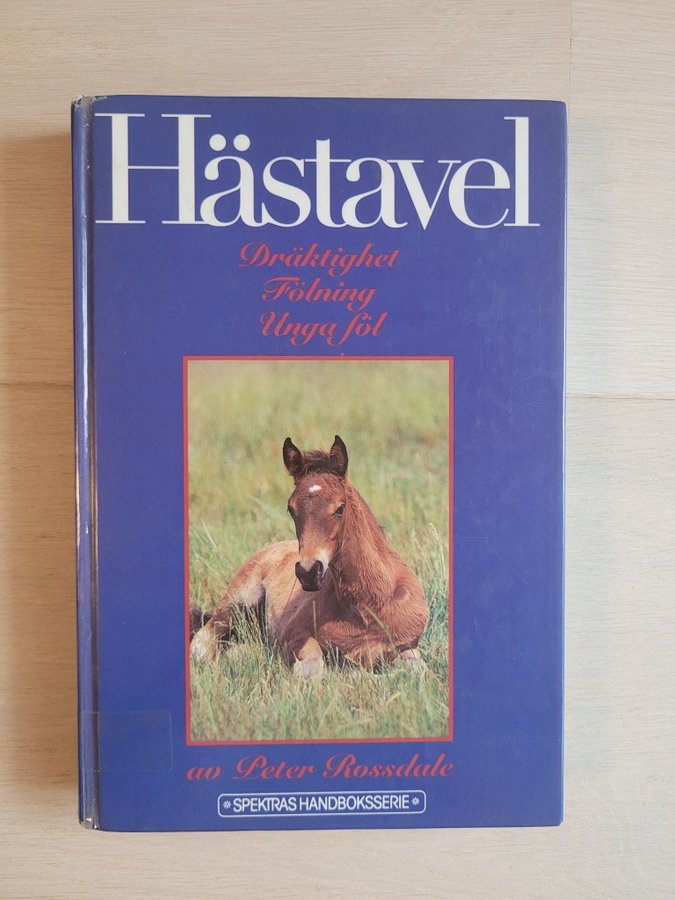 Hästavel
Dräktighet
Fölning
Unga föl
av Peter Rossdale
* SPEKTRAS HANDBOKSSERIE *